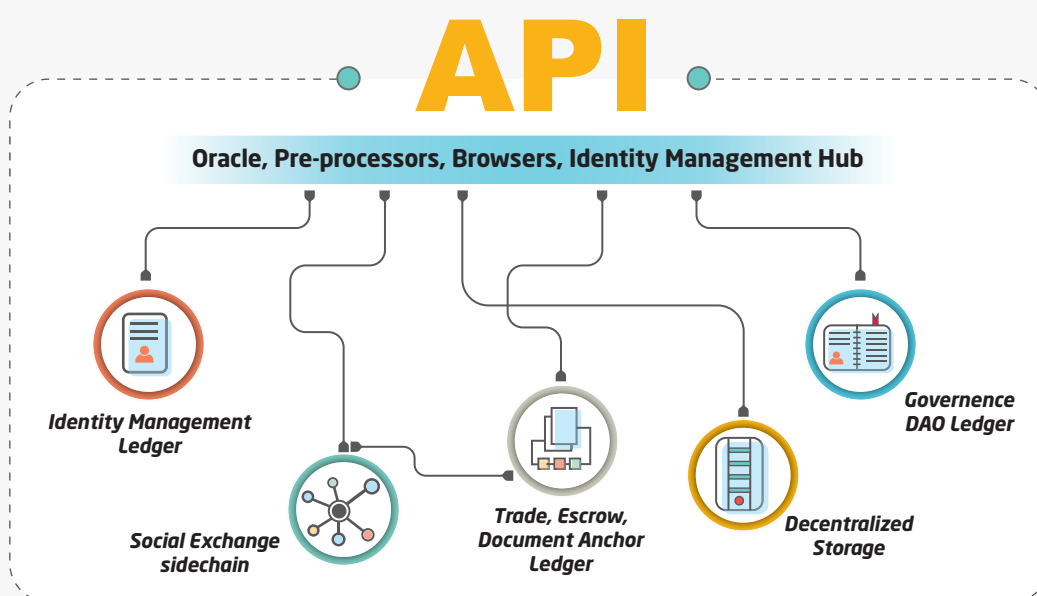 API
Oracle, Pre-processors, Browsers, Identity Management Hub
Identity Management
Ledger
Social Exchange
sidechain
Trade, Escrow,
Document Anchor
Ledger
Decentralized
Storage
Governence
DAO Ledger